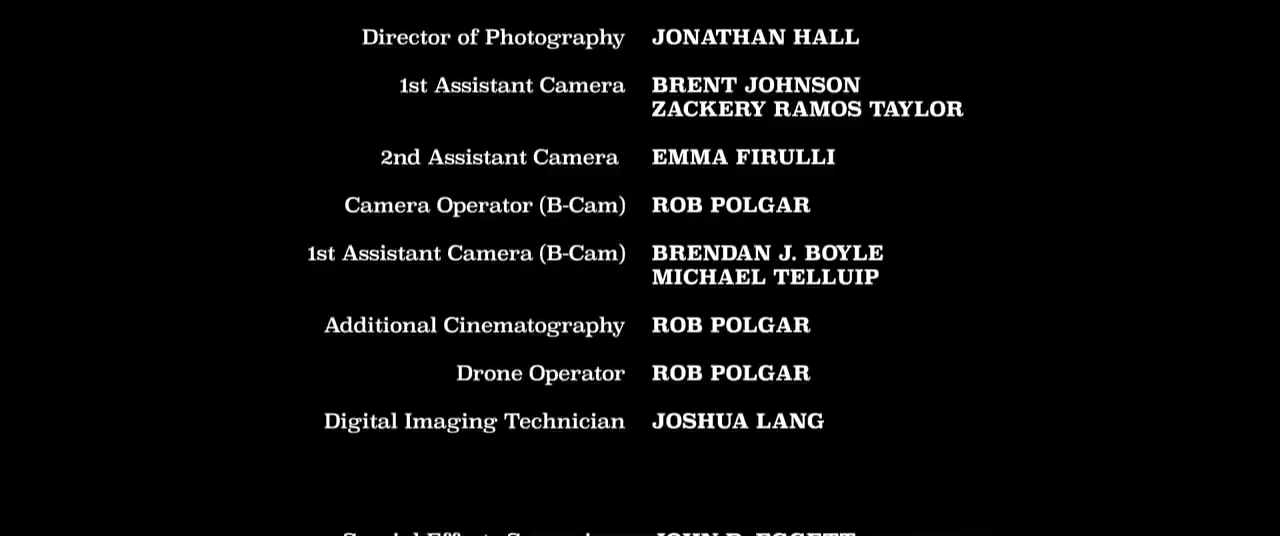 Director of Photography JONATHAN HALL
1st Assistant Camera BRENT JOHNSON
ZACKERY RAMOS TAYLOR
2nd Assistant Camera EMMA FIRULLI
Camera Operator (B-Cam) ROB POLGAR
1st Assistant Camera (B-Cam) BRENDAN J. BOYLE
MICHAEL TELLUIP
Additional Cinematography ROB POLGAR
Drone Operator ROB POLGAR
Digital Imaging Technician JOSHUA LANG